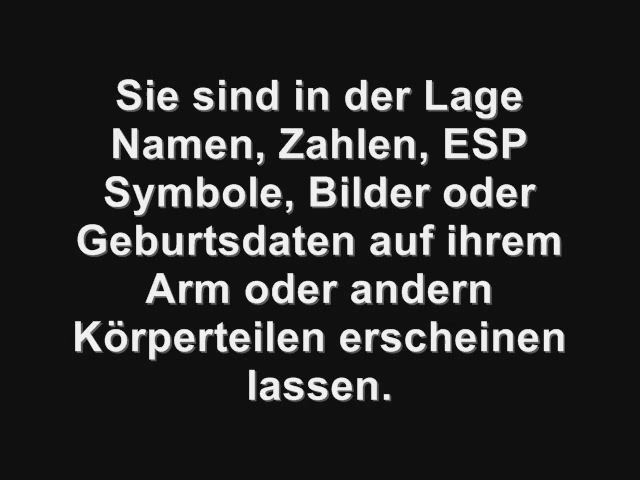 Sie sind in der Lage
Namen, Zahlen, ESP
Symbole, Bilder oder
Geburtsdaten auf ihrem
Arm oder andern
Körperteilen erscheinen
lassen.